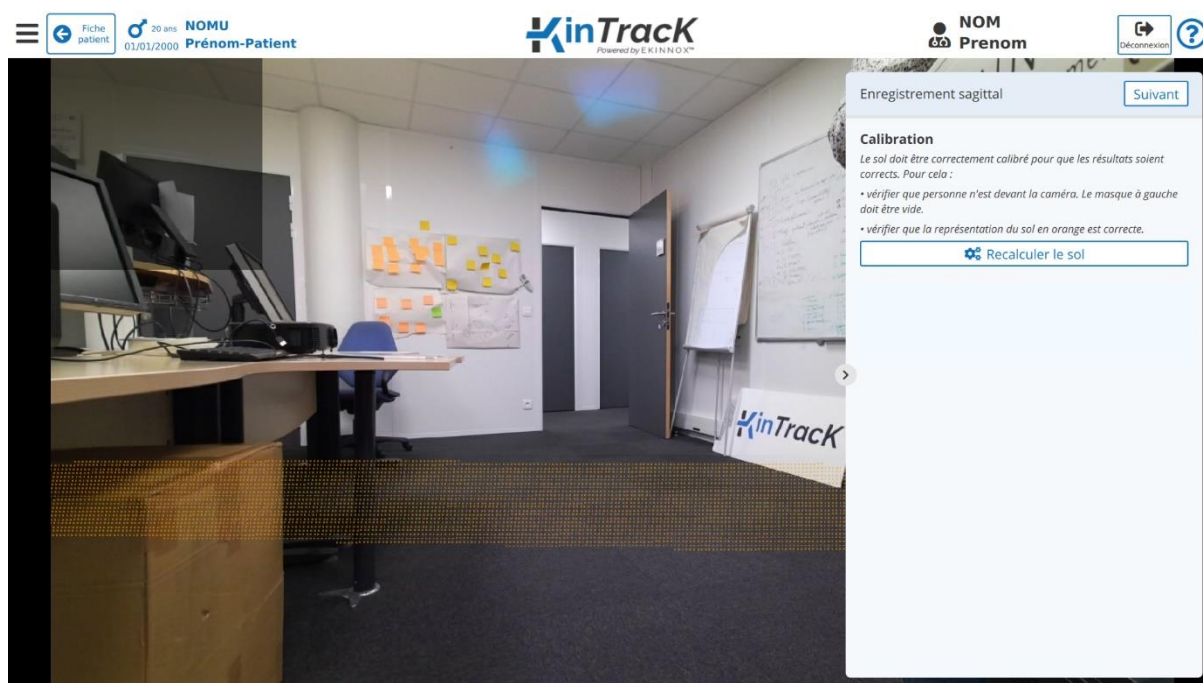 Fiche
patient
20 ans NOMU
01/01/2000 Prénom-Patient
KinTracK
Powered by EKINNOX™
NOM
Prenom
Déconnexion
?
Enregistrement sagittal
Suivant
Calibration
Le sol doit être correctement calibré pour que les résultats soient
corrects. Pour cela :
• vérifier que personne n'est devant la caméra. Le masque à gauche
doit être vide.
• vérifier que la représentation du sol en orange est correcte.
Recalculer le sol
KinTracK